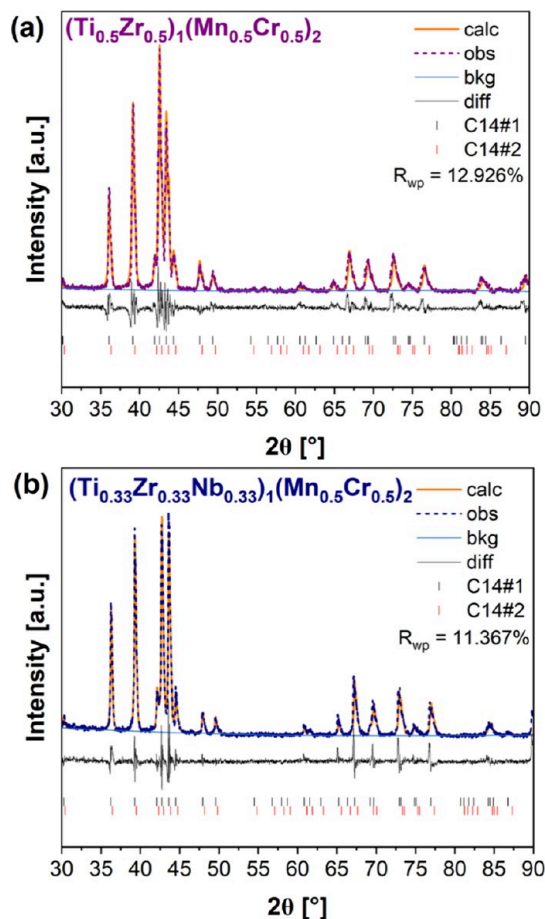 (a) (Ti0.5Zr0.5)1(Mn0.5Cr0.5)2
calc
obs
bkg
diff
C14#1
C14#2
Rwp = 12.926%
Intensity [a.u.]
30 35 40 45 50 55 60 65 70 75 80 85 90
2θ [°]
(b) (Ti0.33Zr0.33Nb0.33)1(Mn0.5Cr0.5)2
calc
obs
bkg
diff
C14#1
C14#2
Rwp = 11.367%
Intensity [a.u.]
30 35 40 45 50 55 60 65 70 75 80 85 90
2θ [°]